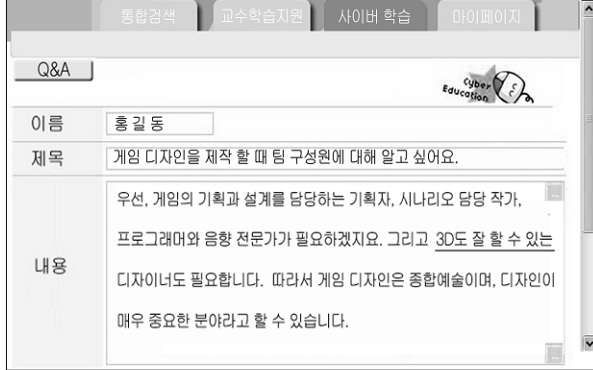 통합검색 교수학습지원 사이버 학습 마이페이지
Q&A
Cyber
Education
이름 홍길동
제목 게임 디자인을 제작 할 때 팀 구성원에 대해 알고 싶어요.
우선, 게임의 기획과 설계를 담당하는 기획자, 시나리오 담당 작가,
프로그래머와 음향 전문가가 필요하겠지요. 그리고 3D도 잘 할 수 있는
내용
디자이너도 필요합니다. 따라서 게임 디자인은 종합예술이며, 디자인이
매우 중요한 분야라고 할 수 있습니다.